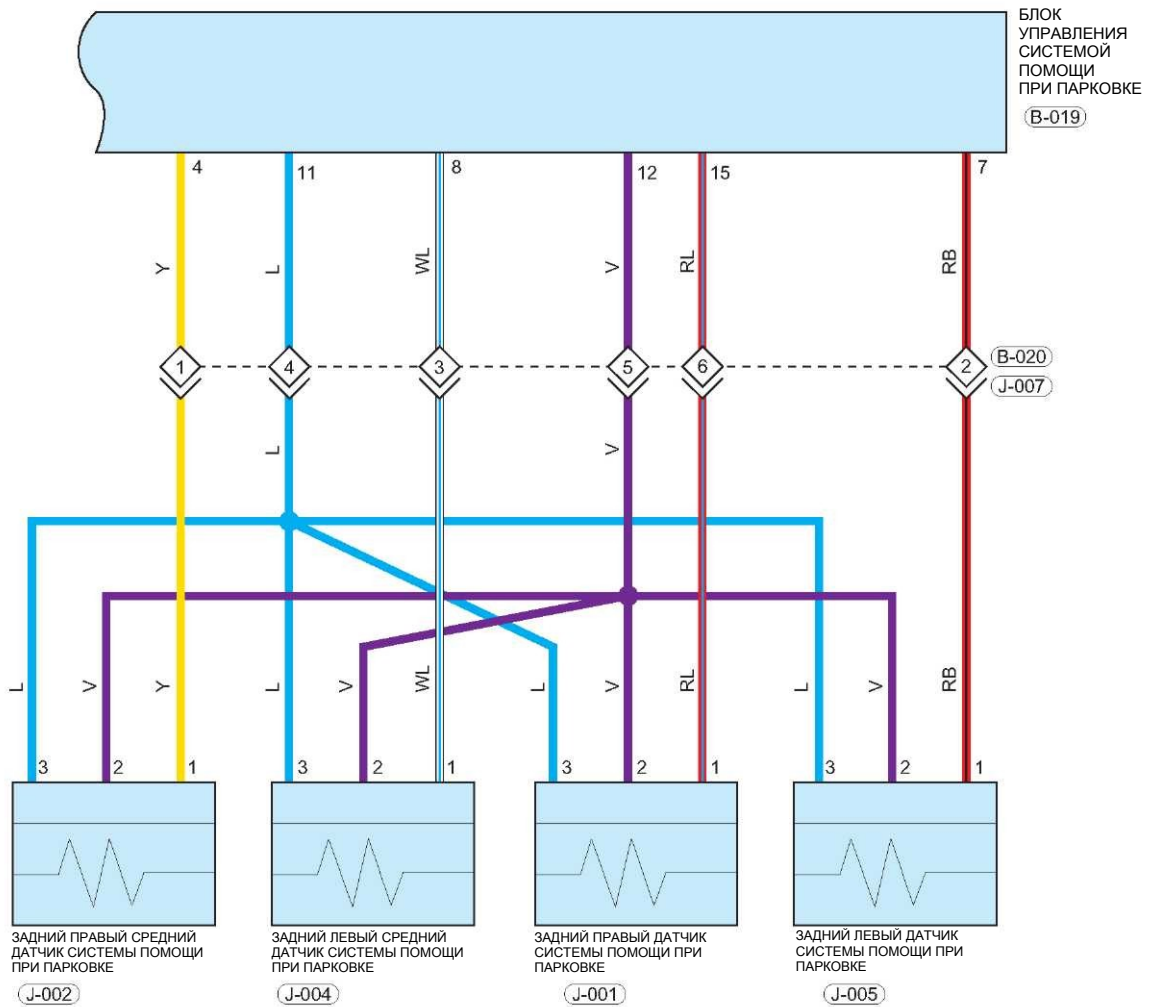 БЛОК
УПРАВЛЕНИЯ
СИСТЕМОЙ
ПОМОЩИ
ПРИ ПАРКОВКЕ
B-019
4 11 8 12 15 7
Y L WL V RL RB
1 4 3 5 6 2
B-020
J-007
L V
L V Y L V WL L V RL L V RB
3 2 1 3 2 1 3 2 1 3 2 1
ЗАДНИЙ ПРАВЫЙ СРЕДНИЙ
ДАТЧИК СИСТЕМЫ ПОМОЩИ
ПРИ ПАРКОВКЕ
J-002
ЗАДНИЙ ЛЕВЫЙ СРЕДНИЙ
ДАТЧИК СИСТЕМЫ ПОМОЩИ
ПРИ ПАРКОВКЕ
J-004
ЗАДНИЙ ПРАВЫЙ ДАТЧИК
СИСТЕМЫ ПОМОЩИ ПРИ
ПАРКОВКЕ
J-001
ЗАДНИЙ ЛЕВЫЙ ДАТЧИК
СИСТЕМЫ ПОМОЩИ ПРИ
ПАРКОВКЕ
J-005